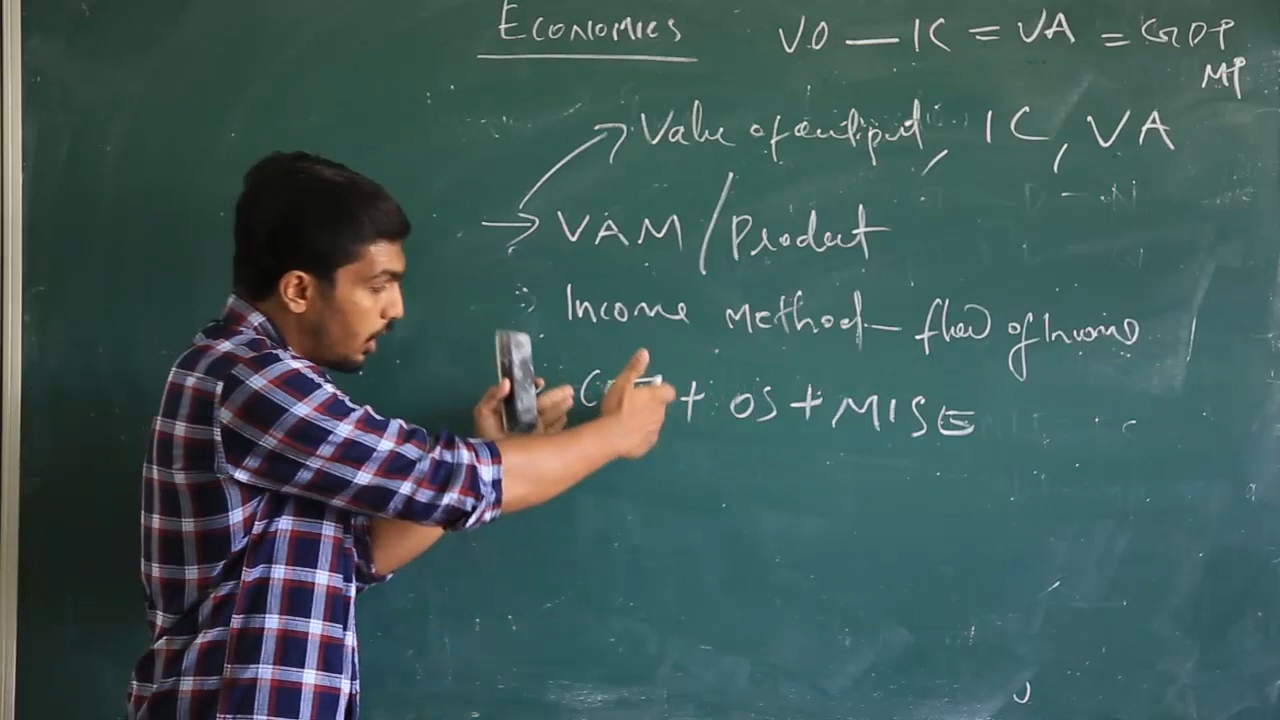 Economics
VO — IC = VA = GDP
MP
Value of output, IC, VA
→ VAM / Product
Income method — flow of Income
+ OS + MISE